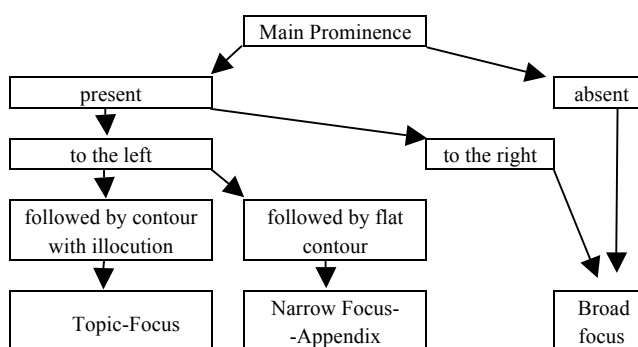 Main Prominence
present
absent
to the left
to the right
followed by contour
with illocution
followed by flat
contour
Topic-Focus
Narrow Focus-
-Appendix
Broad
focus